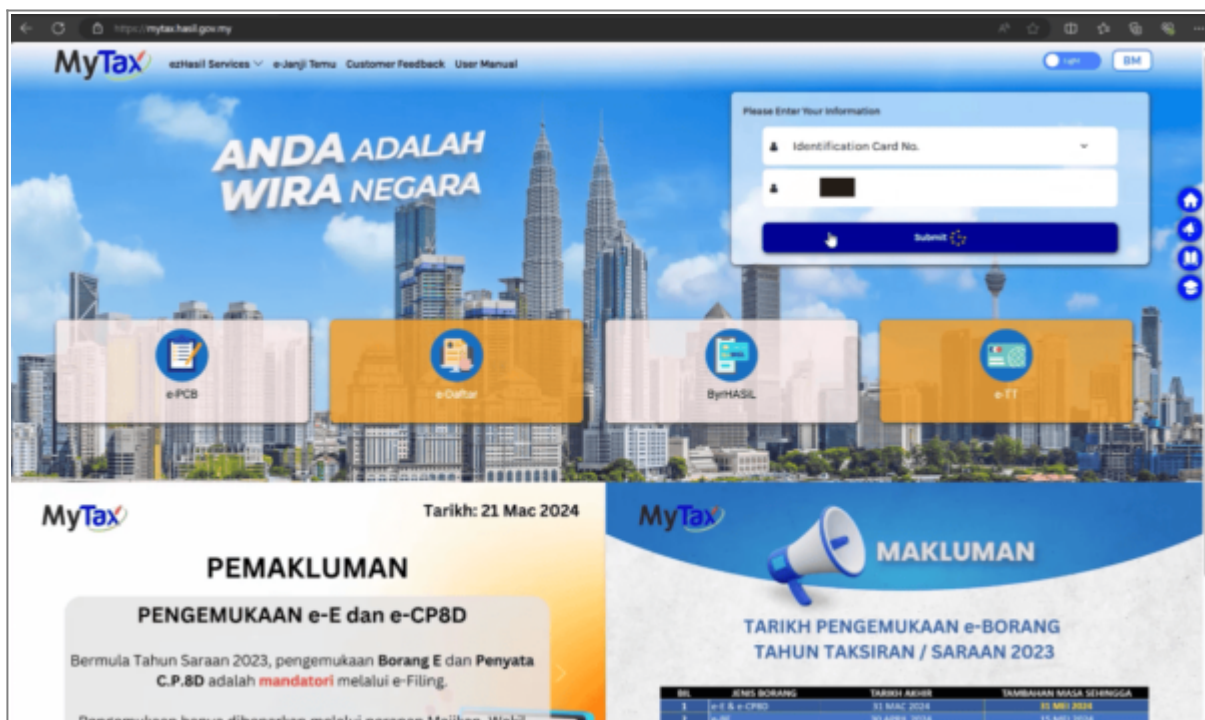 https://mytax.hasil.gov.my
MyTax
ezHasil Services
e-Janji Temu
Customer Feedback
User Manual
Light
BM
Please Enter Your Information
Identification Card No.
Submit
ANDA ADALAH
WIRA NEGARA
e-PCB
e-Daftar
ByrHASiL
e-TT
MyTax
Tarikh: 21 Mac 2024
PEMAKLUMAN
PENGEMUKAAN e-E dan e-CP8D
Bermula Tahun Saraan 2023, pengemukaan Borang E dan Penyata
C.P.8D adalah mandatori melalui e-Filing.
MyTax
MAKLUMAN
TARIKH PENGEMUKAAN e-BORANG
TAHUN TAKSIRAN / SARAAN 2023
BIL JENIS BORANG TARIKH AKHIR TAMBAHAN MASA SEHINGGA
1 e-E & e-CP8D 31 MAC 2024 31 MEI 2024